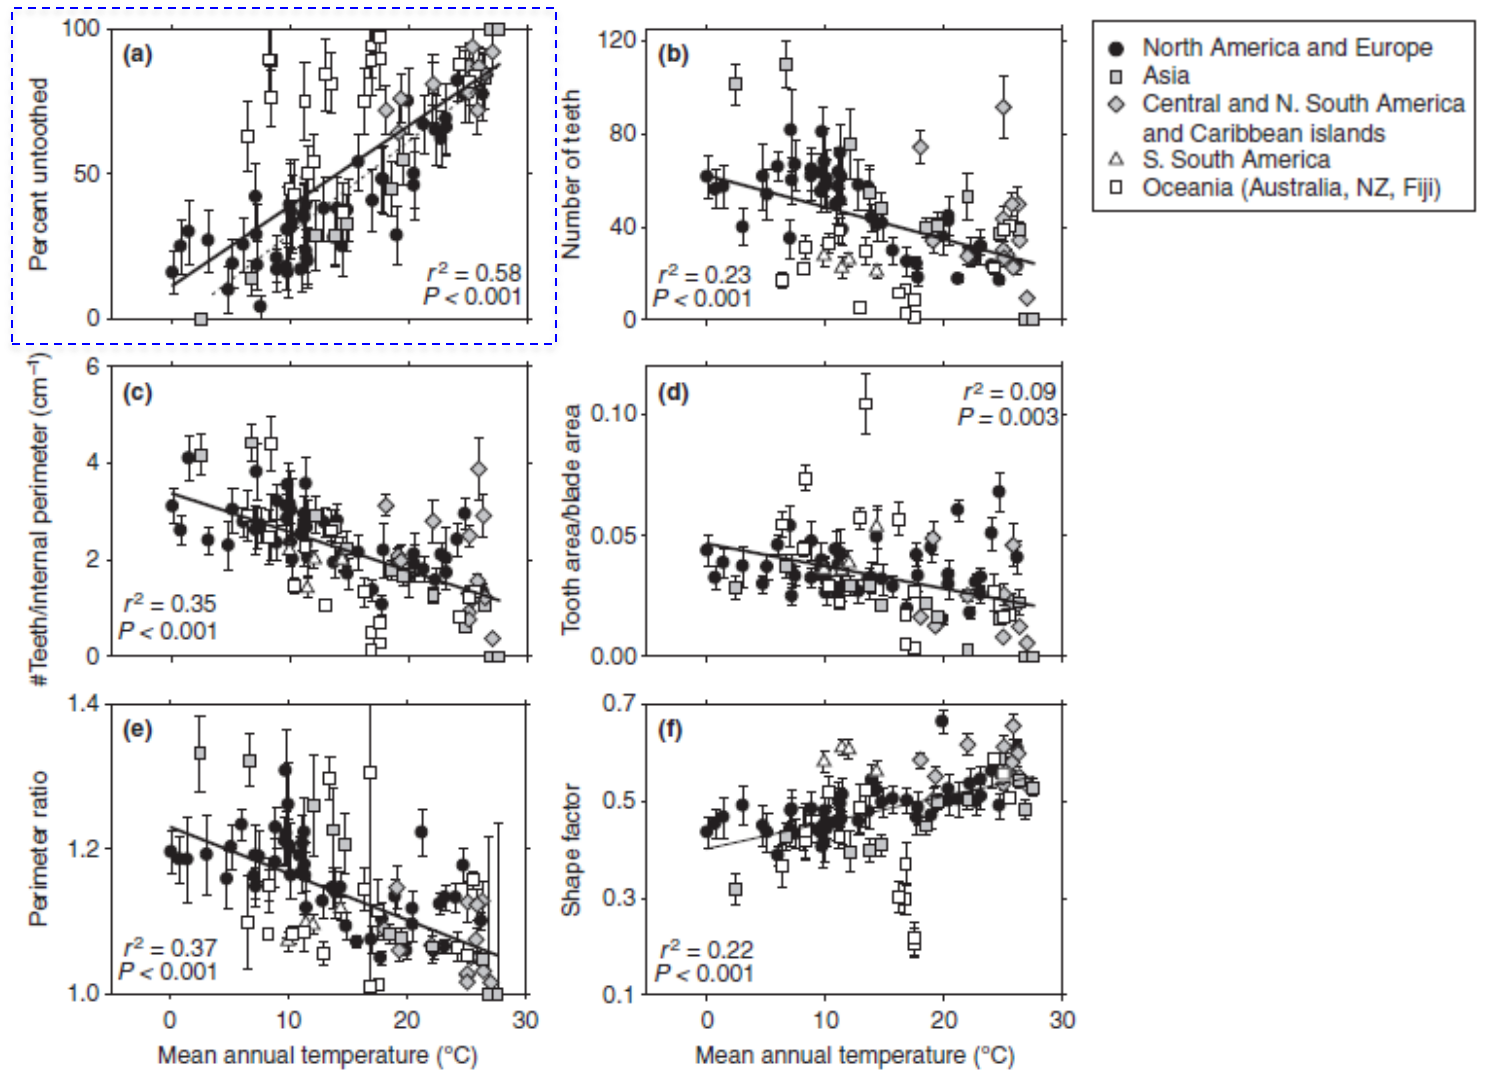 100
50
0
Percent untoothed
(a)
r² = 0.58
P < 0.001
120
80
40
0
Number of teeth
(b)
r² = 0.23
P < 0.001
North America and Europe
Asia
Central and N. South America
and Caribbean islands
S. South America
Oceania (Australia, NZ, Fiji)
6
4
2
0
#Teeth/internal perimeter (cm⁻¹)
(c)
r² = 0.35
P < 0.001
0.10
0.05
0.00
Tooth area/blade area
(d)
r² = 0.09
P = 0.003
1.4
1.2
1.0
Perimeter ratio
(e)
r² = 0.37
P < 0.001
0 10 20 30
Mean annual temperature (°C)
0.7
0.5
0.3
0.1
Shape factor
(f)
r² = 0.22
P < 0.001
0 10 20 30
Mean annual temperature (°C)